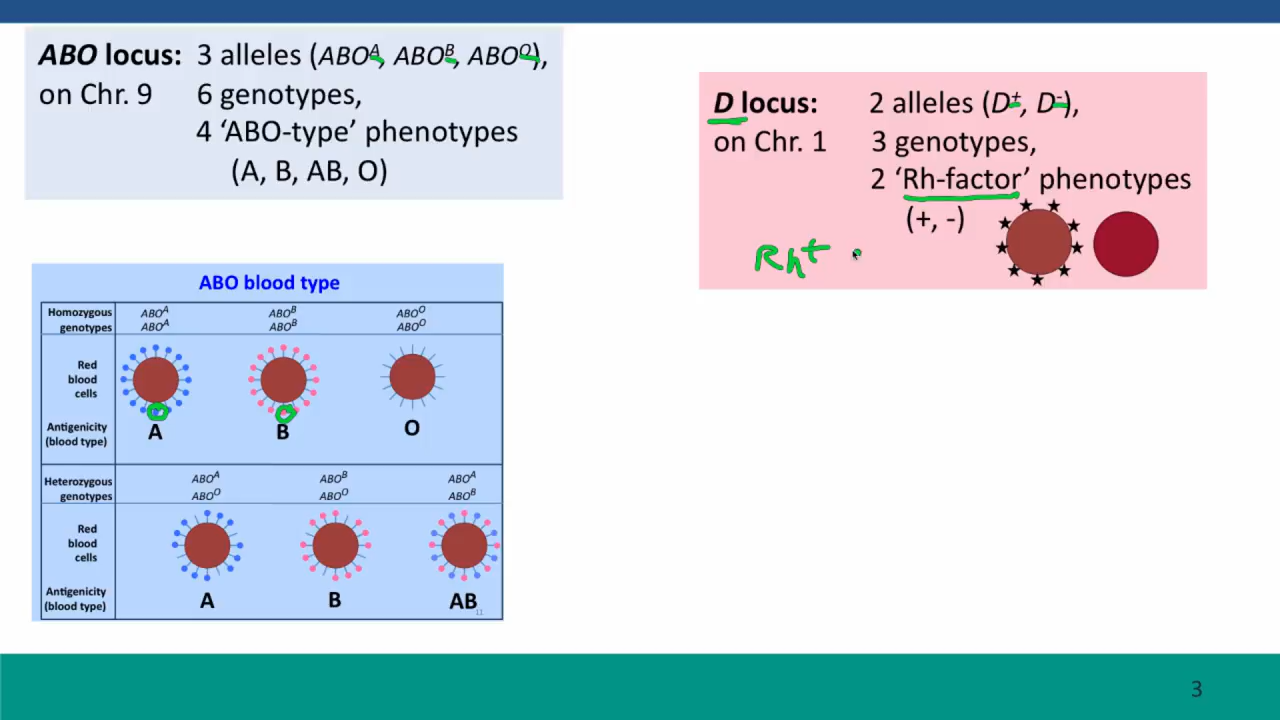 ABO locus: 3 alleles (ABOᴬ, ABOᴮ, ABOᴼ),
on Chr. 9 6 genotypes,
4 ‘ABO-type’ phenotypes
(A, B, AB, O)
D locus: 2 alleles (D⁺, D⁻),
on Chr. 1 3 genotypes,
2 ‘Rh-factor’ phenotypes
(+, -)
Rh⁺
ABO blood type
Homozygous genotypes
ABOᴬ ABOᴮ ABOᴼ
ABOᴬ ABOᴮ ABOᴼ
Red
blood
cells
Antigenicity
(blood type)
A B O
Heterozygous genotypes
ABOᴬ ABOᴮ ABOᴬ
ABOᴼ ABOᴼ ABOᴮ
Red
blood
cells
Antigenicity
(blood type)
A B AB
11
3